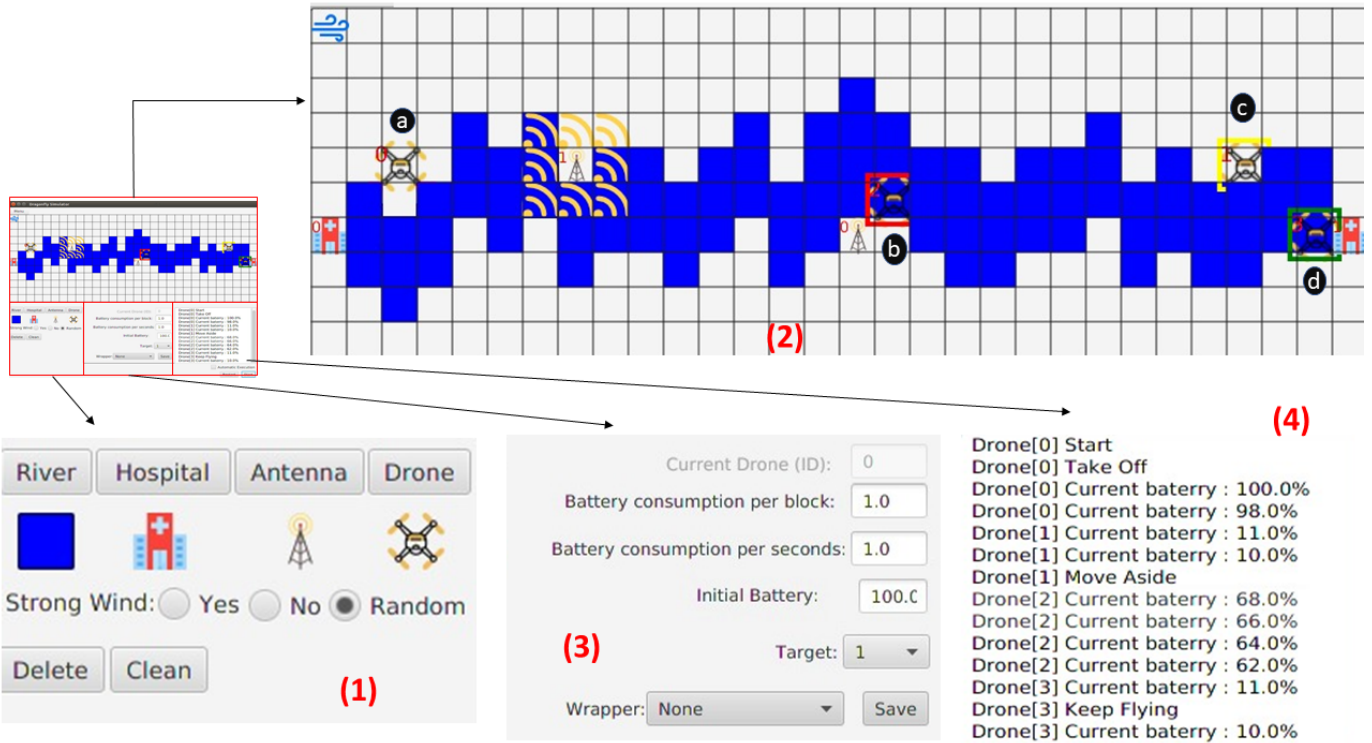 a
c
0
1
1
b
0
0
d
(2)
Dragonfly Simulator
River Hospital Antenna Drone
Strong Wind: Yes No Random
Delete Clean
(1)
Current Drone (ID): 0
Battery consumption per block: 1.0
Battery consumption per seconds: 1.0
Initial Battery: 100.0
(3)
Target: 1
Wrapper: None Save
(4)
Drone[0] Start
Drone[0] Take Off
Drone[0] Current baterry : 100.0%
Drone[0] Current baterry : 98.0%
Drone[1] Current baterry : 11.0%
Drone[1] Current baterry : 10.0%
Drone[1] Move Aside
Drone[2] Current baterry : 68.0%
Drone[2] Current baterry : 66.0%
Drone[2] Current baterry : 64.0%
Drone[2] Current baterry : 62.0%
Drone[3] Current baterry : 11.0%
Drone[3] Keep Flying
Drone[3] Current baterry : 10.0%